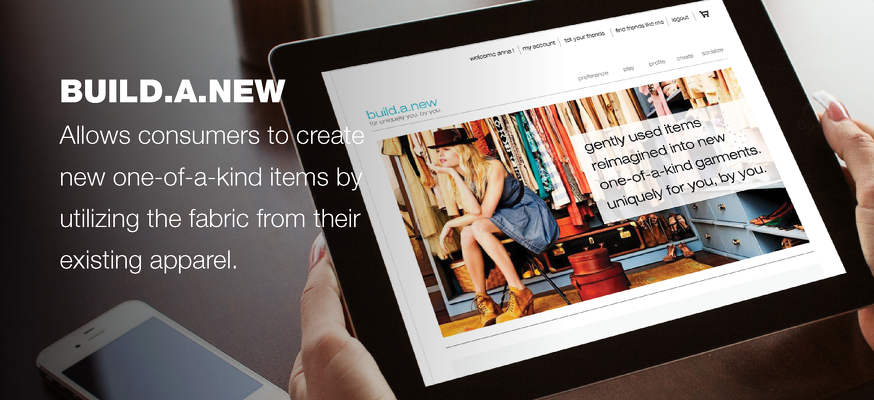 BUILD.A.NEW
Allows consumers to create
new one-of-a-kind items by
utilizing the fabric from their
existing apparel.
welcome anna! | my account | tell your friends | find friends like me | logout
preference play profile create socialize
build.a.new
for uniquely you. by you.
gently used items
reimagined into new
one-of-a-kind garments.
uniquely for you, by you.